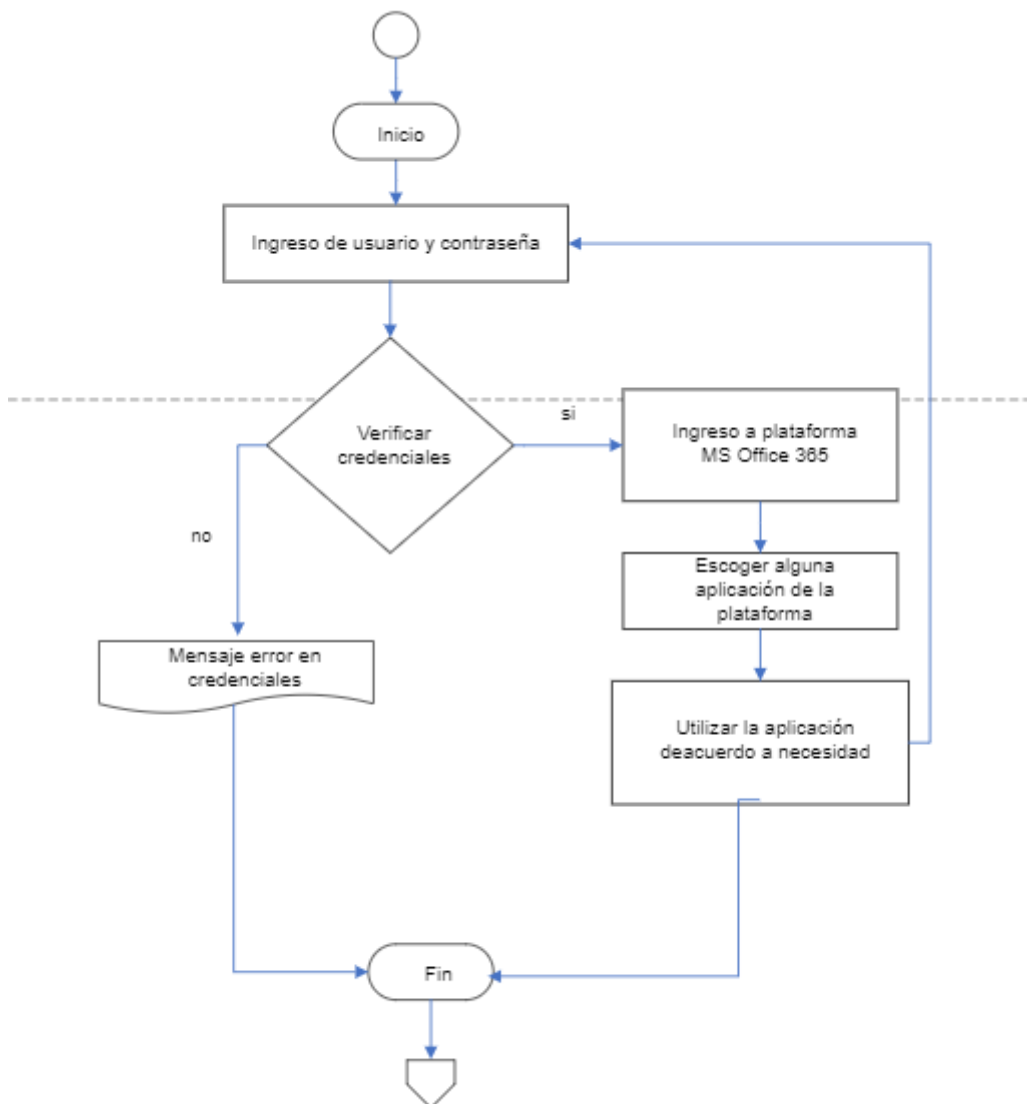 Inicio
Ingreso de usuario y contraseña
Verificar
credenciales
si
Ingreso a plataforma
MS Office 365
no
Escoger alguna
aplicación de la
plataforma
Mensaje error en
credenciales
Utilizar la aplicación
deacuerdo a necesidad
Fin